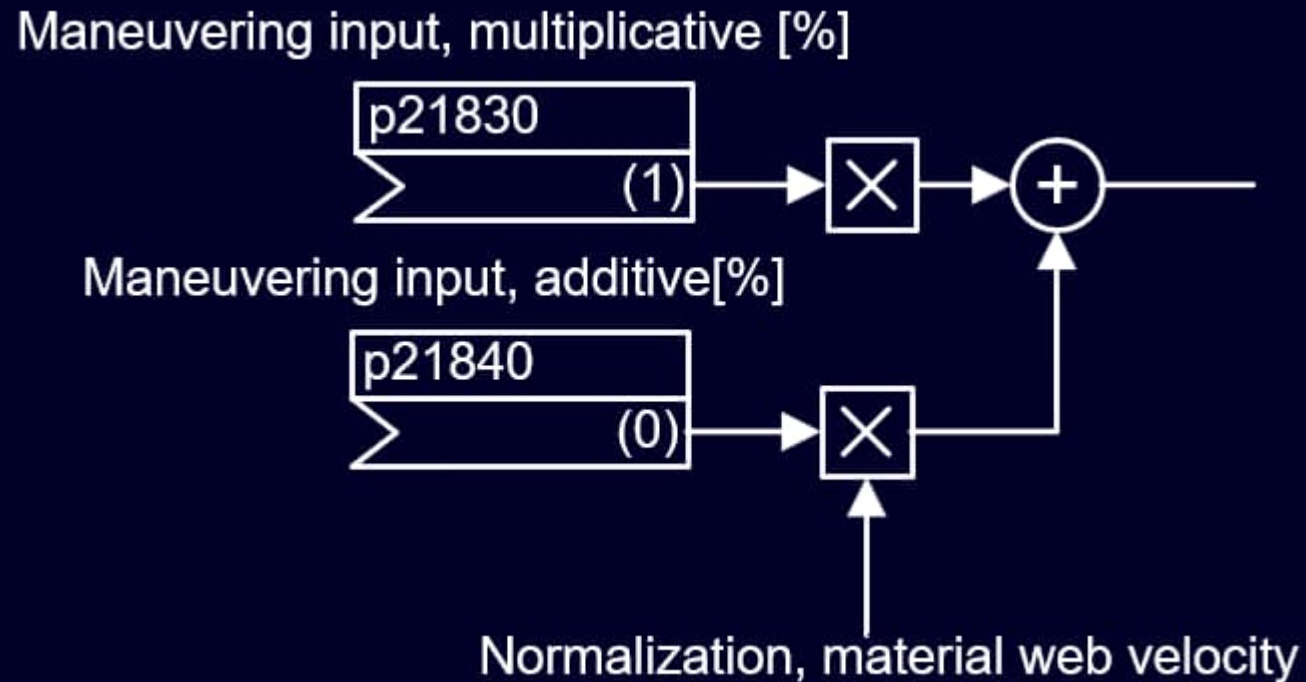 Maneuvering input, multiplicative [%]
p21830
(1)
+
Maneuvering input, additive[%]
p21840
(0)
Normalization, material web velocity